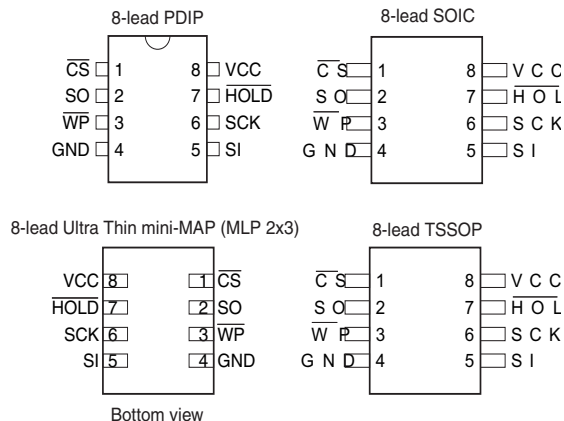 8-lead PDIP
CS 1 8 VCC
SO 2 7 HOLD
WP 3 6 SCK
GND 4 5 SI
8-lead SOIC
CS 1 8 VCC
SO 2 7 HOL
WP 3 6 SCK
GND 4 5 SI
8-lead Ultra Thin mini-MAP (MLP 2x3)
VCC 8 1 CS
HOLD 7 2 SO
SCK 6 3 WP
SI 5 4 GND
Bottom view
8-lead TSSOP
CS 1 8 VCC
SO 2 7 HOL
WP 3 6 SCK
GND 4 5 SI